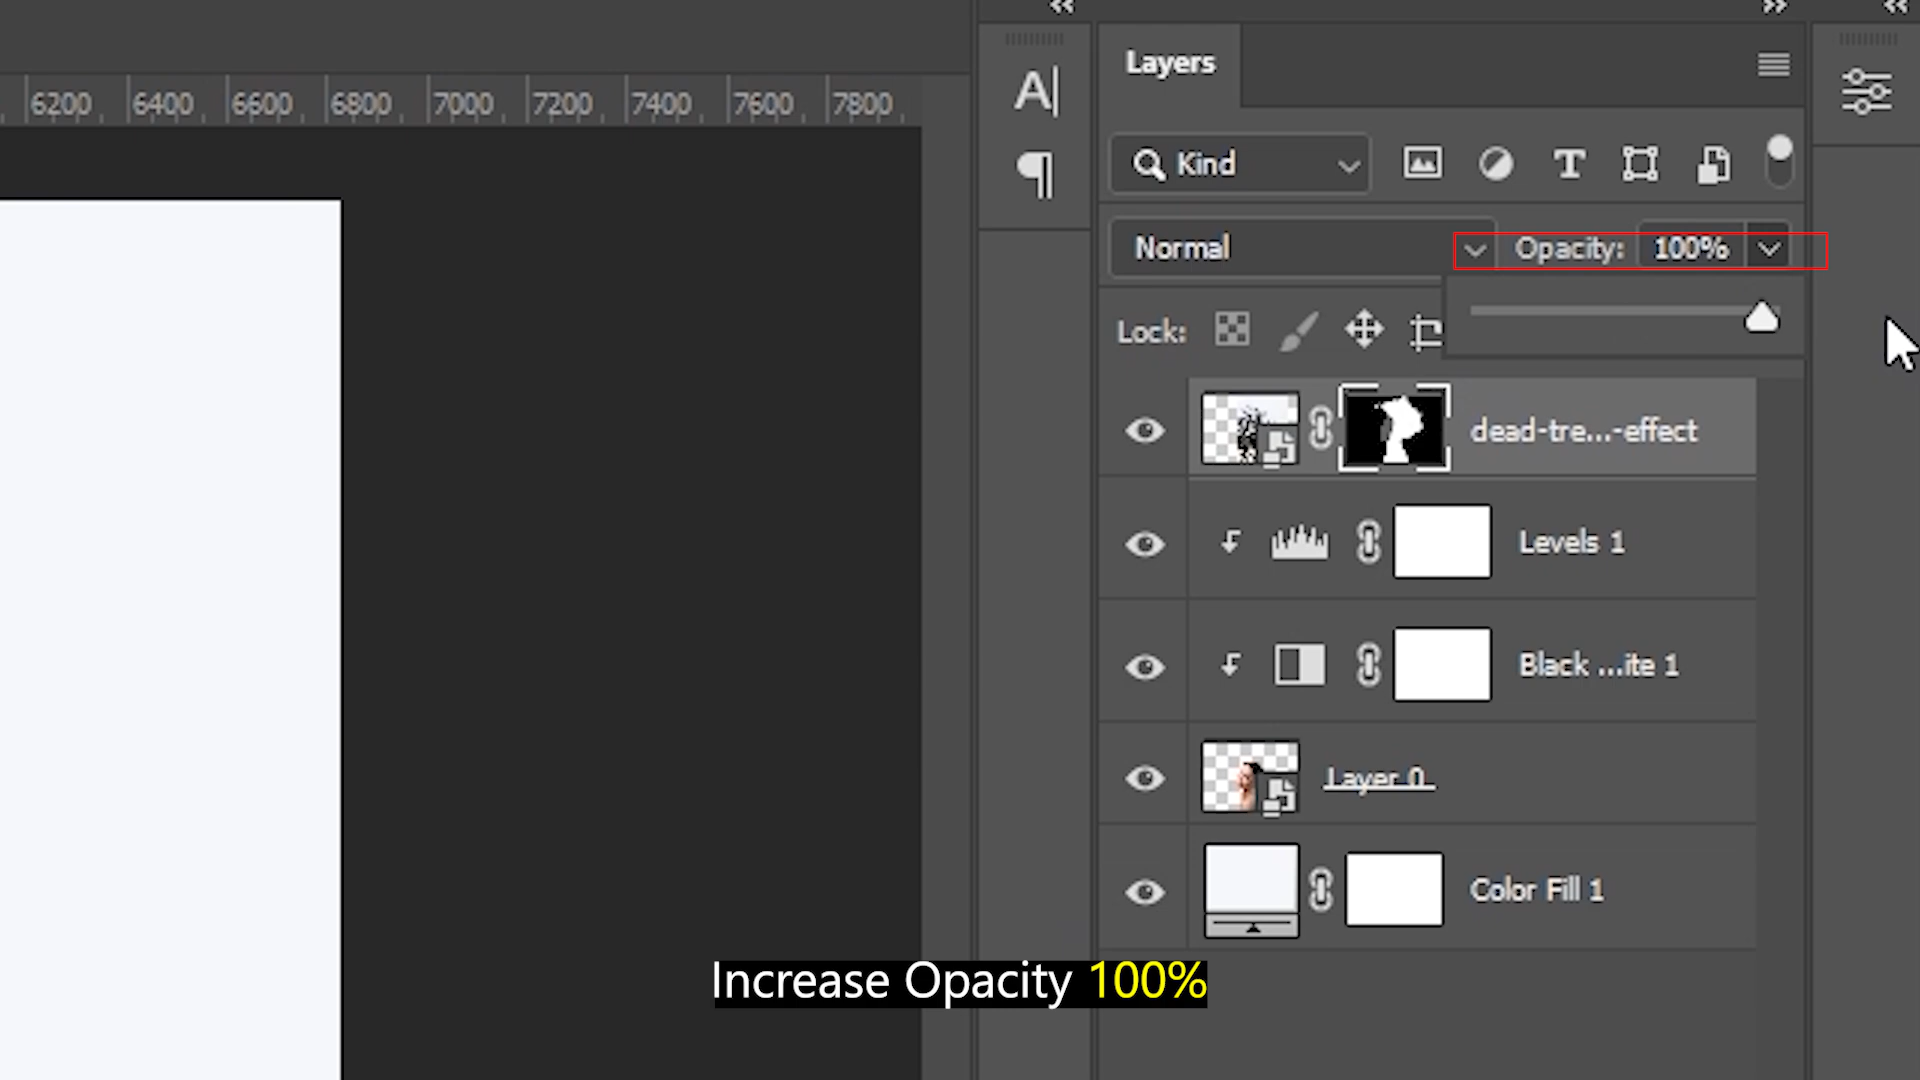 Layers
6200 6400 6600 6800 7000 7200 7400 7600 7800
A|
¶
Kind
T
Normal
Opacity: 100%
Lock:
dead-tre...-effect
Levels 1
Black ...ite 1
Layer 0
Color Fill 1
Increase Opacity 100%